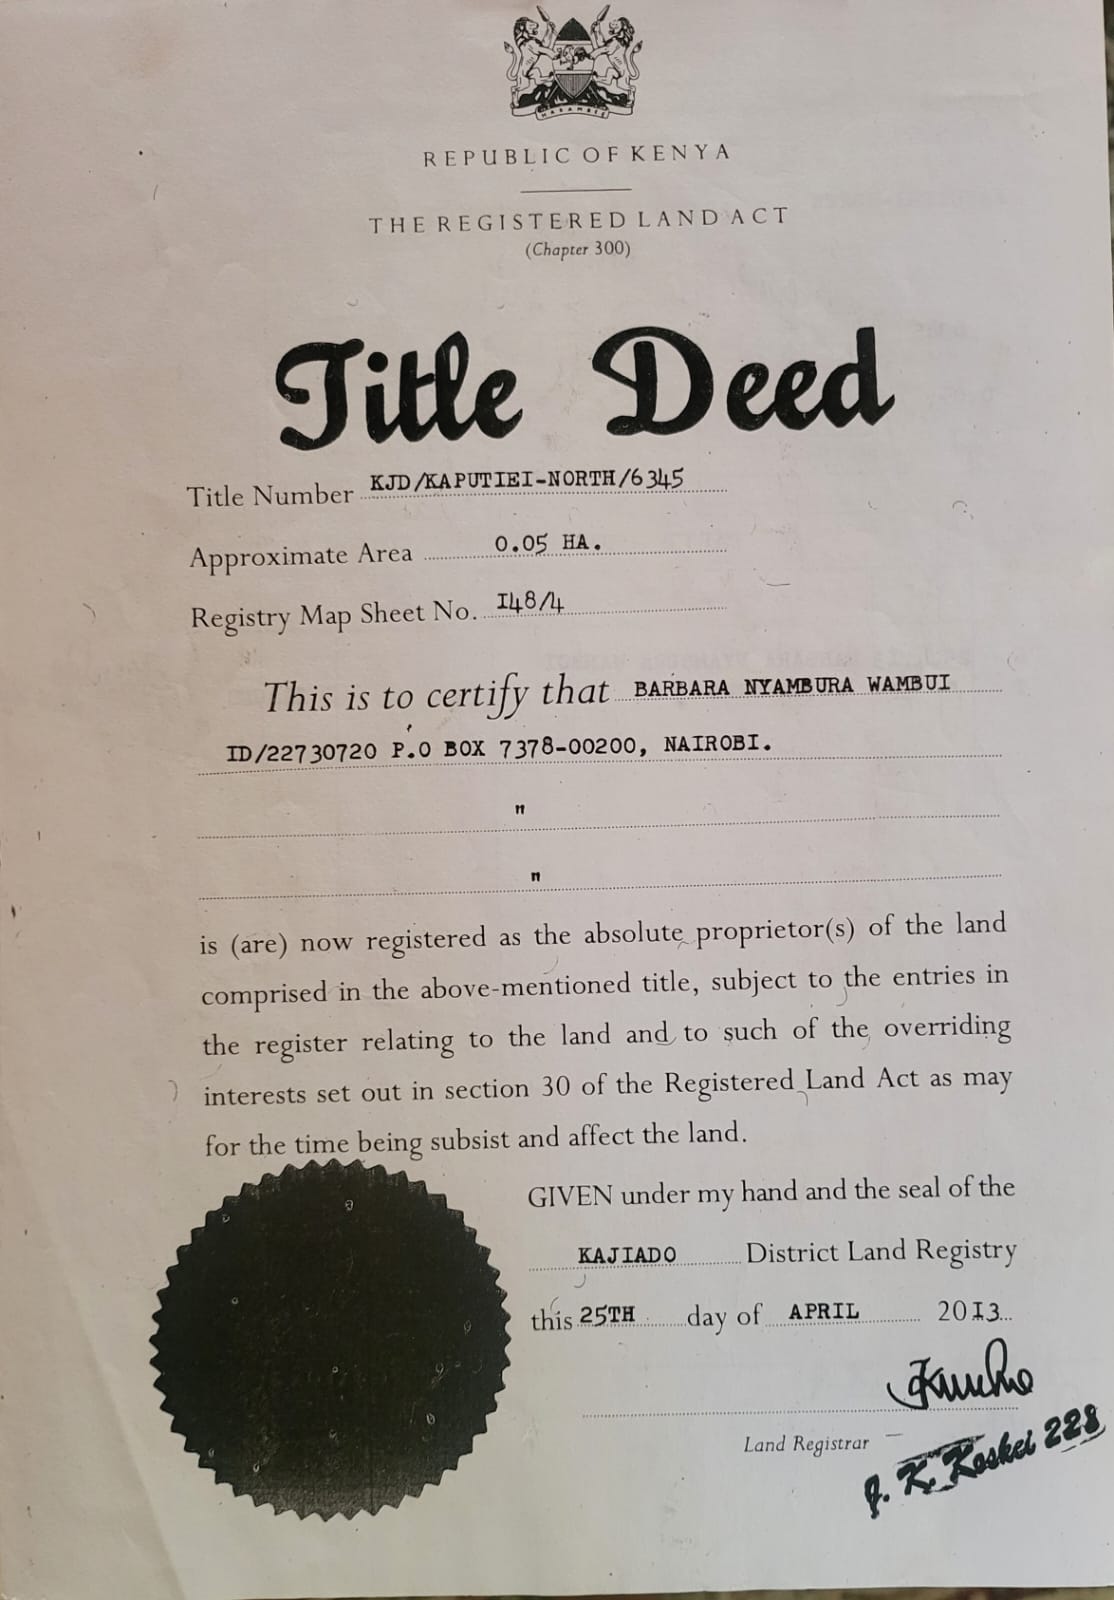 HARAMBEE
REPUBLIC OF KENYA
THE REGISTERED LAND ACT
(Chapter 300)
Title Deed
Title Number KJD/KAPUTIEI-NORTH/6345
Approximate Area 0.05 HA.
Registry Map Sheet No. I48/4
This is to certify that BARBARA NYAMBURA WAMBUI
ID/22730720 P.O BOX 7378-00200, NAIROBI.
"
"
is (are) now registered as the absolute proprietor(s) of the land
comprised in the above-mentioned title, subject to the entries in
the register relating to the land and to such of the overriding
interests set out in section 30 of the Registered Land Act as may
for the time being subsist and affect the land.
GIVEN under my hand and the seal of the
KAJIADO District Land Registry
this 25TH day of APRIL 20I3
Land Registrar
J. K. Koskei 228